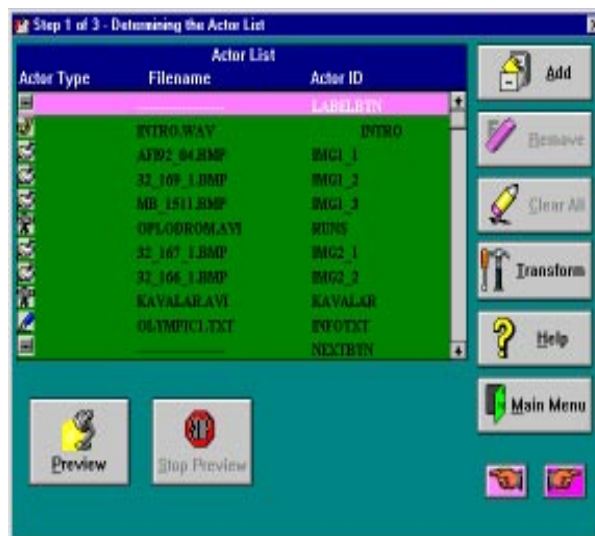 Step 1 of 3 - Determining the Actor List
Actor List
Actor Type Filename Actor ID
LABELBTN
INTRO.WAV INTRO
AFI92_04.BMP IMG1_1
32_169_1.BMP IMG1_2
MB_1511.BMP IMG1_3
OPLODROM.AVI RUNS
32_167_1.BMP IMG2_1
32_166_1.BMP IMG2_2
KAVALAR.AVI KAVALAR
OLYMPIC1.TXT INFOTXT
NEXTBTN
Add
Remove
Clear All
Transform
Help
Main Menu
Preview
Stop Preview